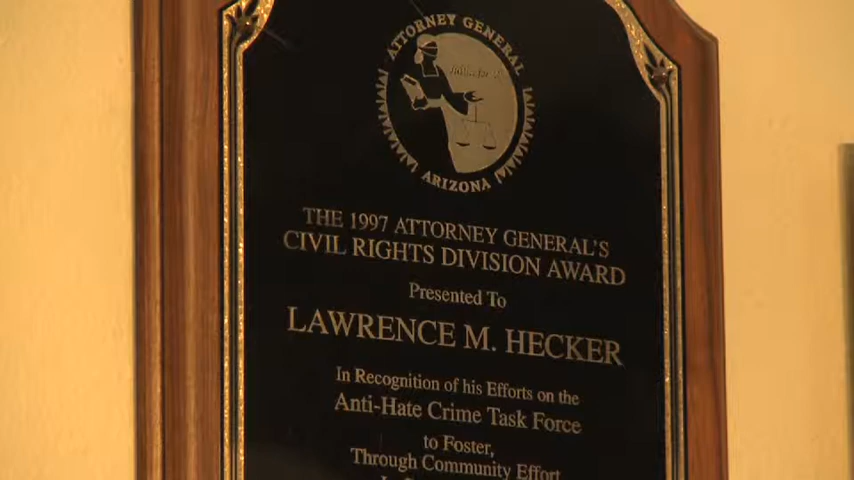 ATTORNEY GENERAL
ARIZONA
THE 1997 ATTORNEY GENERAL'S
CIVIL RIGHTS DIVISION AWARD
Presented To
LAWRENCE M. HECKER
In Recognition of his Efforts on the
Anti-Hate Crime Task Force
to Foster,
Through Community Effort